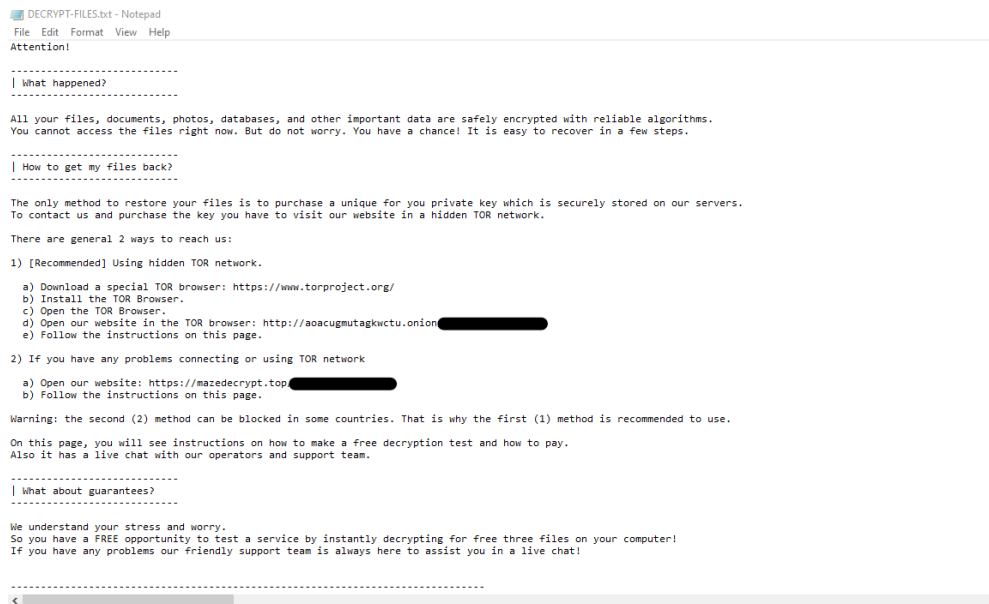 DECRYPT-FILES.txt - Notepad
File Edit Format View Help
Attention!
----------------------------
| What happened?
----------------------------
All your files, documents, photos, databases, and other important data are safely encrypted with reliable algorithms.
You cannot access the files right now. But do not worry. You have a chance! It is easy to recover in a few steps.
----------------------------
| How to get my files back?
----------------------------
The only method to restore your files is to purchase a unique for you private key which is securely stored on our servers.
To contact us and purchase the key you have to visit our website in a hidden TOR network.
There are general 2 ways to reach us:
1) [Recommended] Using hidden TOR network.
a) Download a special TOR browser: https://www.torproject.org/
b) Install the TOR Browser.
c) Open the TOR Browser.
d) Open our website in the TOR browser: http://aoacugmutagkwctu.onion
e) Follow the instructions on this page.
2) If you have any problems connecting or using TOR network
a) Open our website: https://mazedecrypt.top
b) Follow the instructions on this page.
Warning: the second (2) method can be blocked in some countries. That is why the first (1) method is recommended to use.
On this page, you will see instructions on how to make a free decryption test and how to pay.
Also it has a live chat with our operators and support team.
----------------------------
| What about guarantees?
----------------------------
We understand your stress and worry.
So you have a FREE opportunity to test a service by instantly decrypting for free three files on your computer!
If you have any problems our friendly support team is always here to assist you in a live chat!
-------------------------------------------------------------------------------